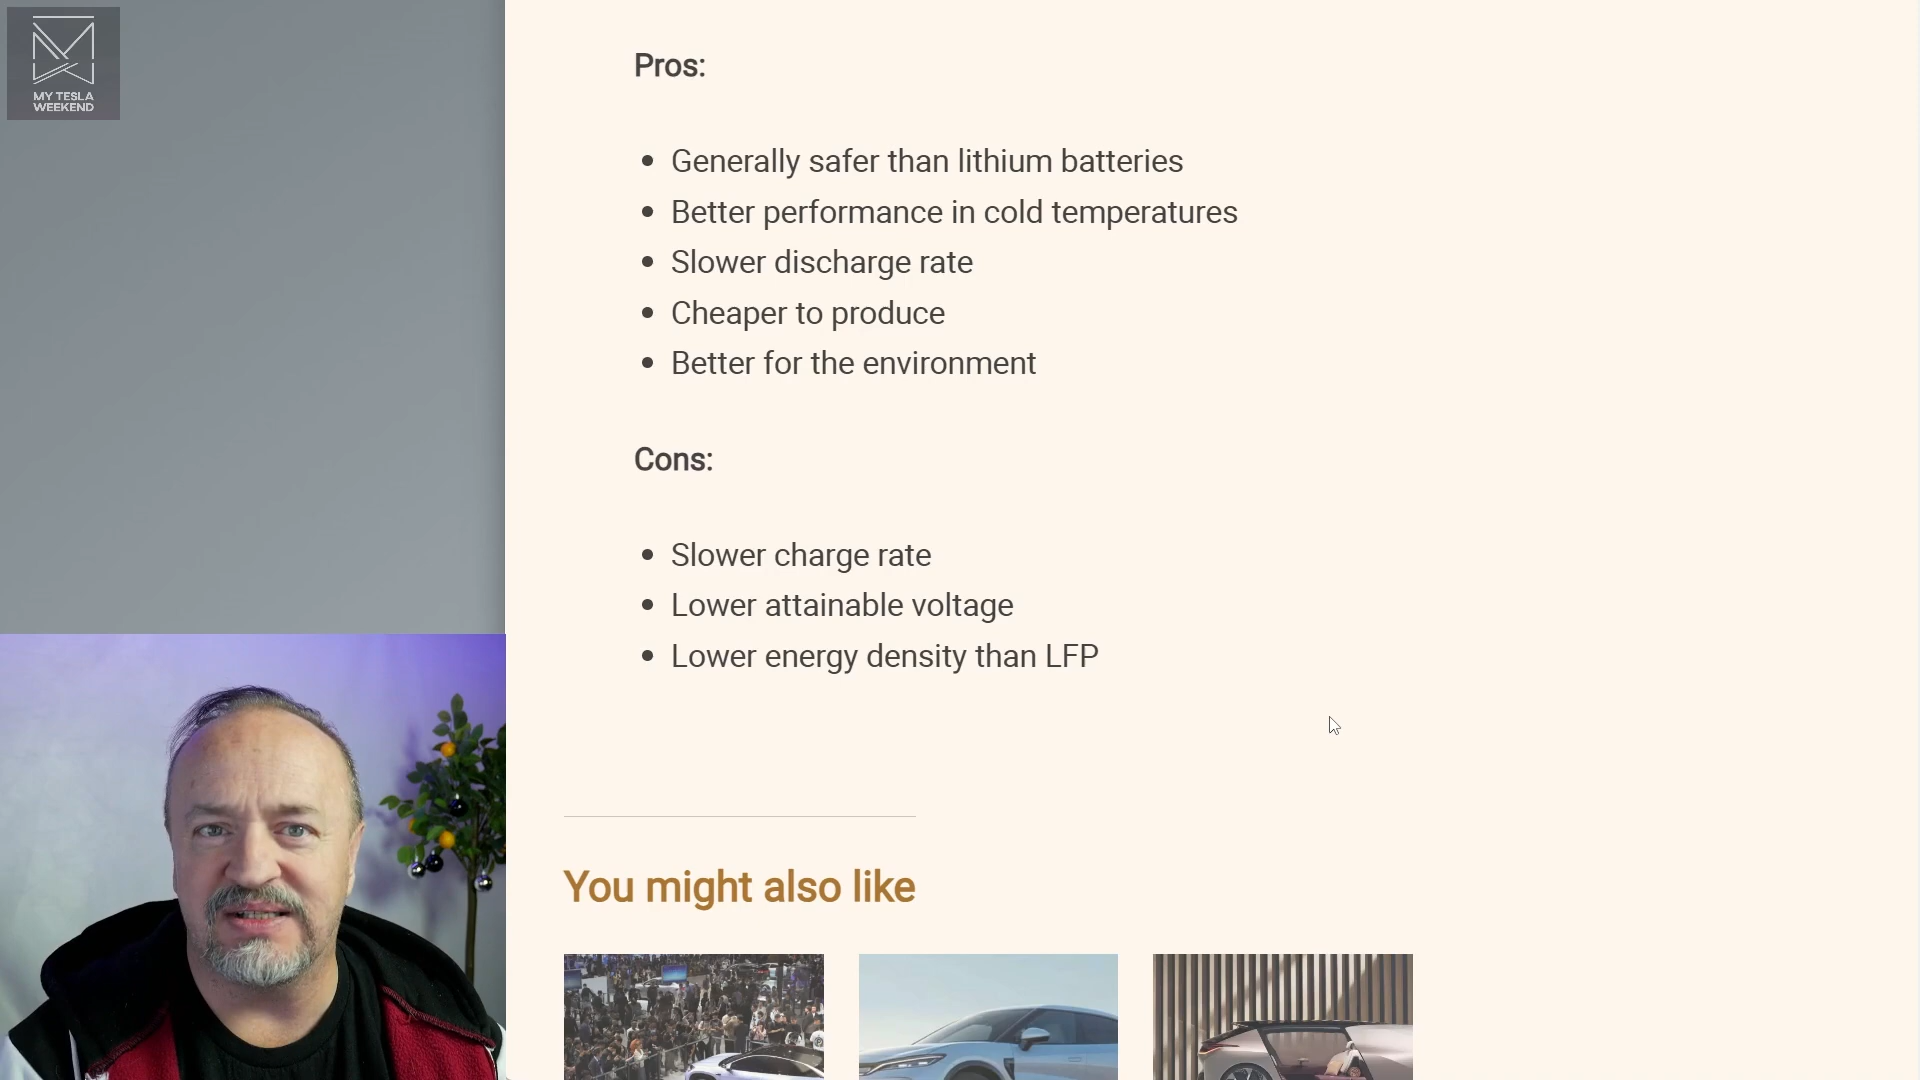 MY TESLA
WEEKEND
Pros:
Generally safer than lithium batteries
Better performance in cold temperatures
Slower discharge rate
Cheaper to produce
Better for the environment
Cons:
Slower charge rate
Lower attainable voltage
Lower energy density than LFP
You might also like